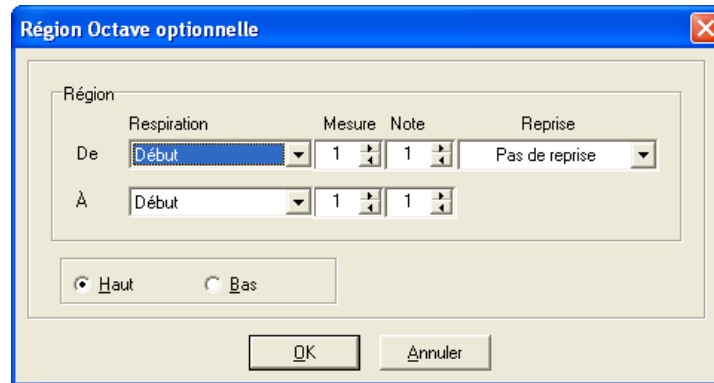 Région Octave optionnelle
Région
Respiration Mesure Note Reprise
De Début 1 1 Pas de reprise
À Début 1 1
Haut Bas
OK Annuler